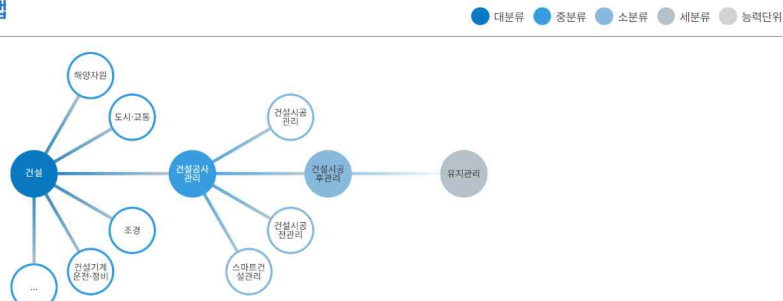 맵
대분류 중분류 소분류 세분류 능력단위
해양자원
도시·교통
건설시공
관리
건설
건설공사
관리
건설시공
후관리
유지관리
조경
건설시공
전관리
건설기계
운전·정비
스마트건
설관리
...